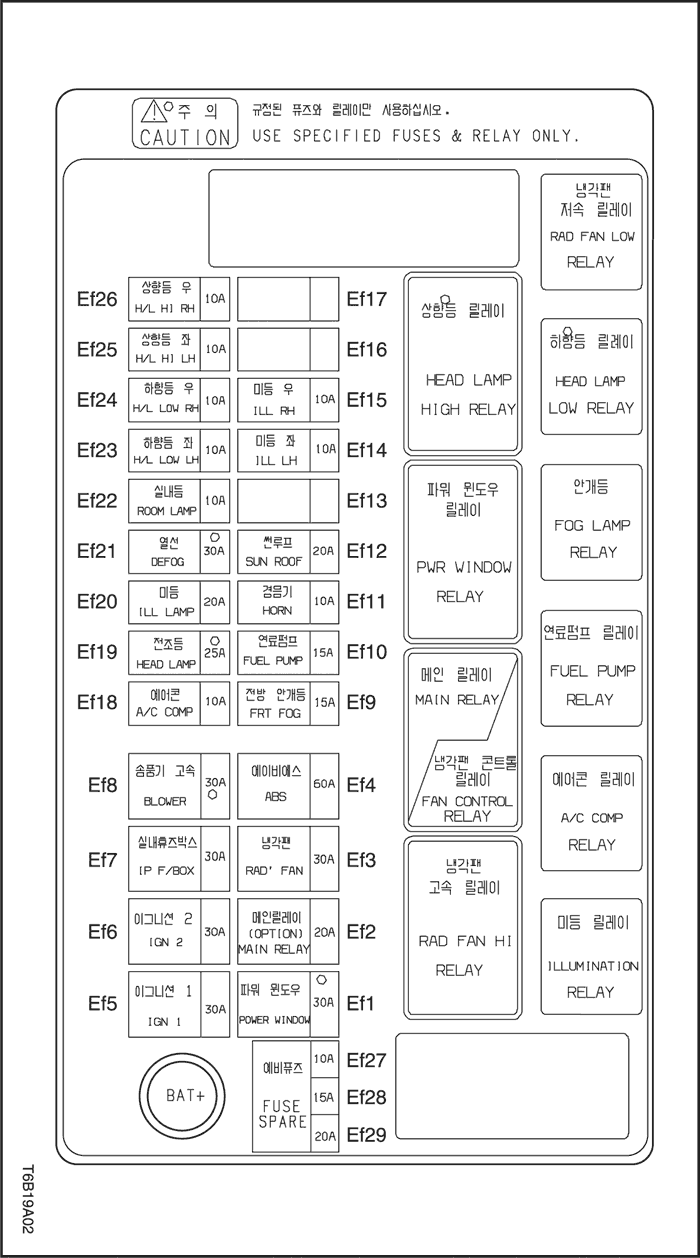 주 의
CAUTION
규정된 퓨즈와 릴레이만 사용하십시오.
USE SPECIFIED FUSES & RELAY ONLY.
냉각팬
저속 릴레이
RAD FAN LOW
RELAY
Ef26
상향등 우
H/L HI RH
10A
Ef17
Ef25
상향등 좌
H/L HI LH
10A
Ef16
Ef24
하향등 우
H/L LOW RH
10A
미등 우
ILL RH
10A
Ef15
Ef23
하향등 좌
H/L LOW LH
10A
미등 좌
ILL LH
10A
Ef14
Ef22
실내등
ROOM LAMP
10A
Ef13
Ef21
열선
DEFOG
30A
썬루프
SUN ROOF
20A
Ef12
Ef20
미등
ILL LAMP
20A
경음기
HORN
10A
Ef11
Ef19
전조등
HEAD LAMP
25A
연료펌프
FUEL PUMP
15A
Ef10
Ef18
에어콘
A/C COMP
10A
전방 안개등
FRT FOG
15A
Ef9
Ef8
송풍기 고속
BLOWER
30A
에이비에스
ABS
60A
Ef4
Ef7
실내휴즈박스
IP F/BOX
30A
냉각팬
RAD' FAN
30A
Ef3
Ef6
이그니션 2
IGN 2
30A
메인릴레이
(OPTION)
MAIN RELAY
20A
Ef2
Ef5
이그니션 1
IGN 1
30A
파워 윈도우
POWER WINDOW
30A
Ef1
BAT+
예비퓨즈
FUSE
SPARE
10A
Ef27
15A
Ef28
20A
Ef29
상향등 릴레이
HEAD LAMP
HIGH RELAY
파워 윈도우
릴레이
PWR WINDOW
RELAY
메인 릴레이
MAIN RELAY
냉각팬 콘트롤
릴레이
FAN CONTROL
RELAY
냉각팬
고속 릴레이
RAD FAN HI
RELAY
하향등 릴레이
HEAD LAMP
LOW RELAY
안개등
FOG LAMP
RELAY
연료펌프 릴레이
FUEL PUMP
RELAY
에어콘 릴레이
A/C COMP
RELAY
미등 릴레이
ILLUMINATION
RELAY
T6B19A02